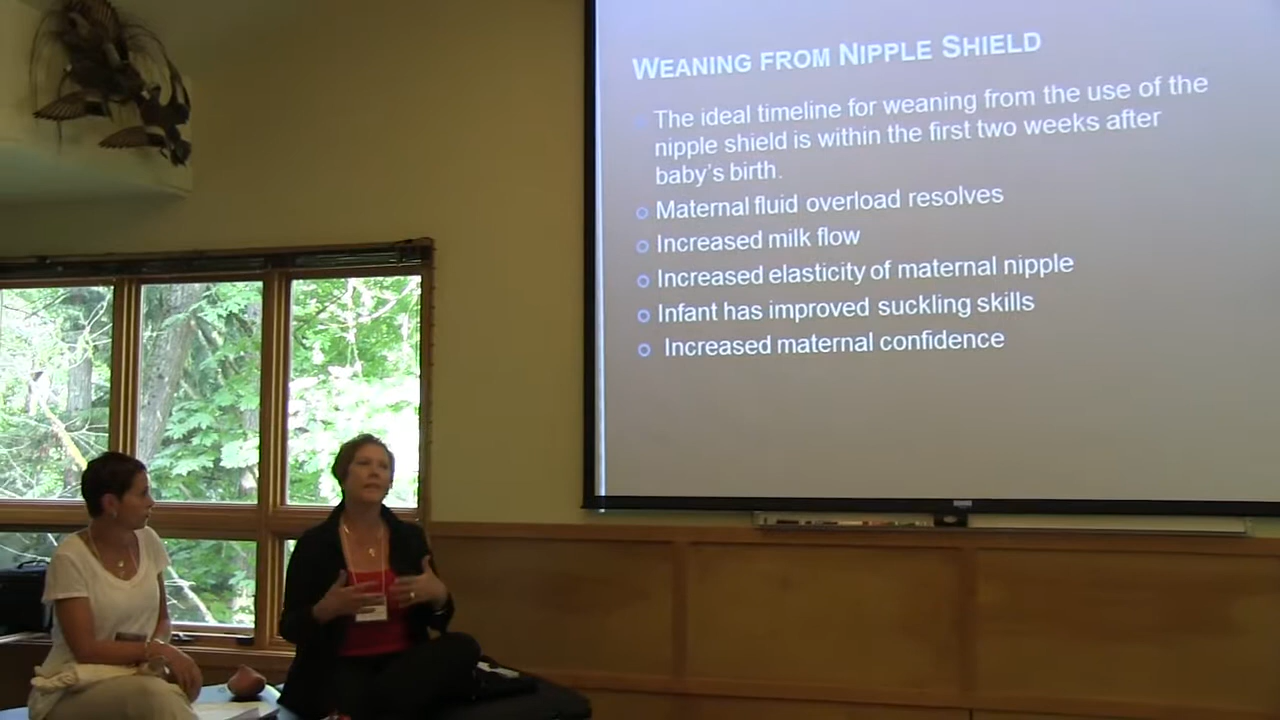 WEANING FROM NIPPLE SHIELD
The ideal timeline for weaning from the use of the
nipple shield is within the first two weeks after
baby's birth.
Maternal fluid overload resolves
Increased milk flow
Increased elasticity of maternal nipple
Infant has improved suckling skills
Increased maternal confidence